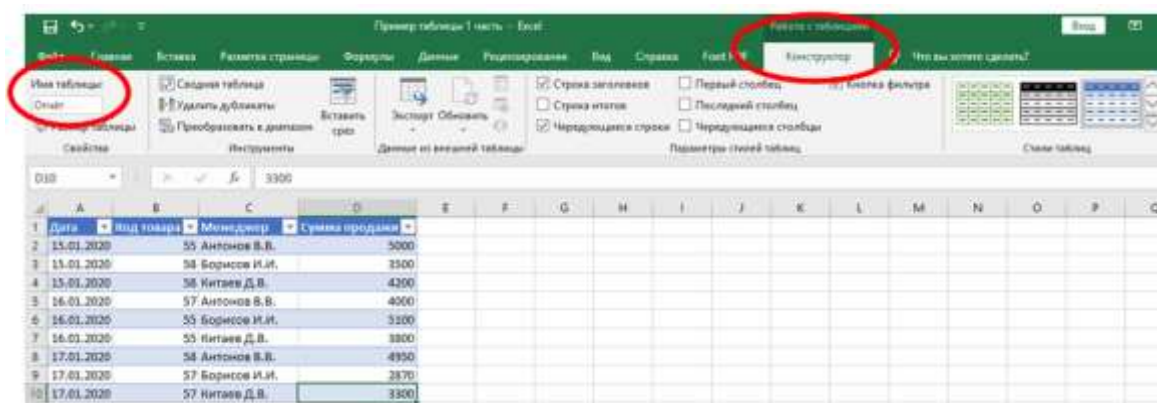 Пример таблицы 1 часть - Excel
Работа с таблицами
Вход
Файл Главная Вставка Разметка страницы Формулы Данные Рецензирование Вид Справка Foxit PDF Конструктор Что вы хотите сделать?
Имя таблицы:
Отчёт
Размер таблицы
Свойства
Сводная таблица
Удалить дубликаты
Преобразовать в диапазон
Инструменты
Вставить срез
Экспорт Обновить
Данные из внешней таблицы
Строка заголовков
Строка итогов
Чередующиеся строки
Первый столбец
Последний столбец
Чередующиеся столбцы
Кнопка фильтра
Параметры стилей таблиц
Стили таблиц
D10 fx 3300
A B C D E F G H I J K L M N O P Q
1 Дата Код товара Менеджер Сумма продажи
2 15.01.2020 55 Антонов В.В. 5000
3 15.01.2020 58 Борисов И.И. 3500
4 15.01.2020 58 Китаев Д.В. 4200
5 16.01.2020 57 Антонов В.В. 4000
6 16.01.2020 55 Борисов И.И. 5100
7 16.01.2020 55 Китаев Д.В. 3800
8 17.01.2020 58 Антонов В.В. 4950
9 17.01.2020 57 Борисов И.И. 2870
10 17.01.2020 57 Китаев Д.В. 3300